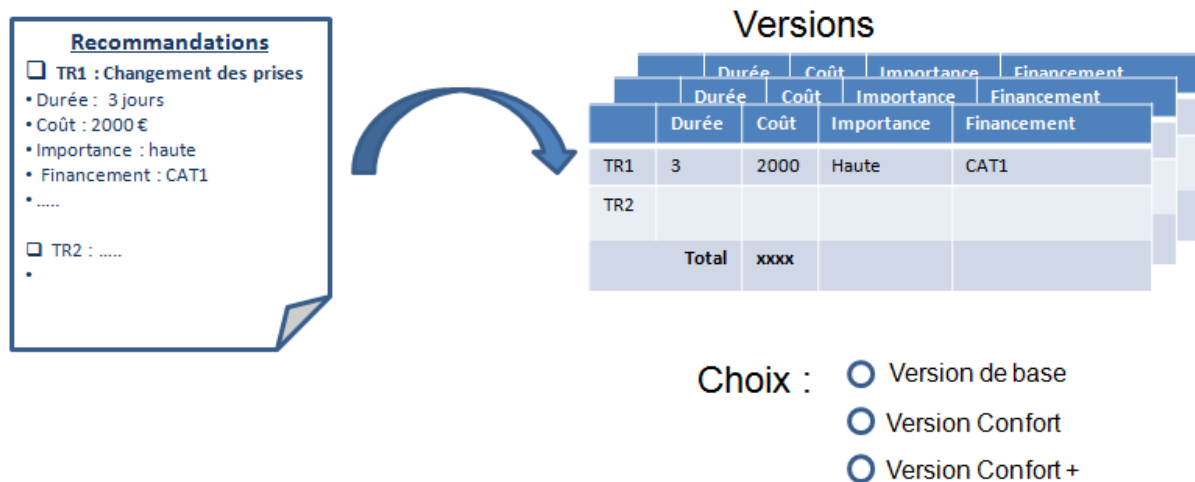 Recommandations
❑ TR1 : Changement des prises
• Durée : 3 jours
• Coût : 2000 €
• Importance : haute
• Financement : CAT1
• .....
❑ TR2 : .....
•
Versions
Durée Coût Importance Financement
Durée Coût Importance Financement
Durée Coût Importance Financement
TR1 3 2000 Haute CAT1
TR2
Total xxxx
Choix :
Version de base
Version Confort
Version Confort +